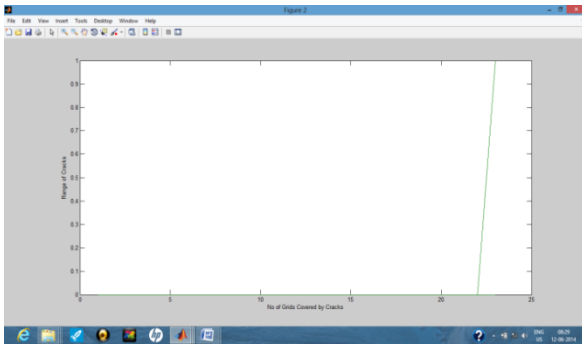 Figure 2
File Edit View Insert Tools Desktop Window Help
1
0.9
0.8
0.7
0.6
0.5
0.4
0.3
0.2
0.1
0
Range of Cracks
0 5 10 15 20 25
No of Grids Covered by Cracks
hp
ENG 08:29
US 12-06-2014